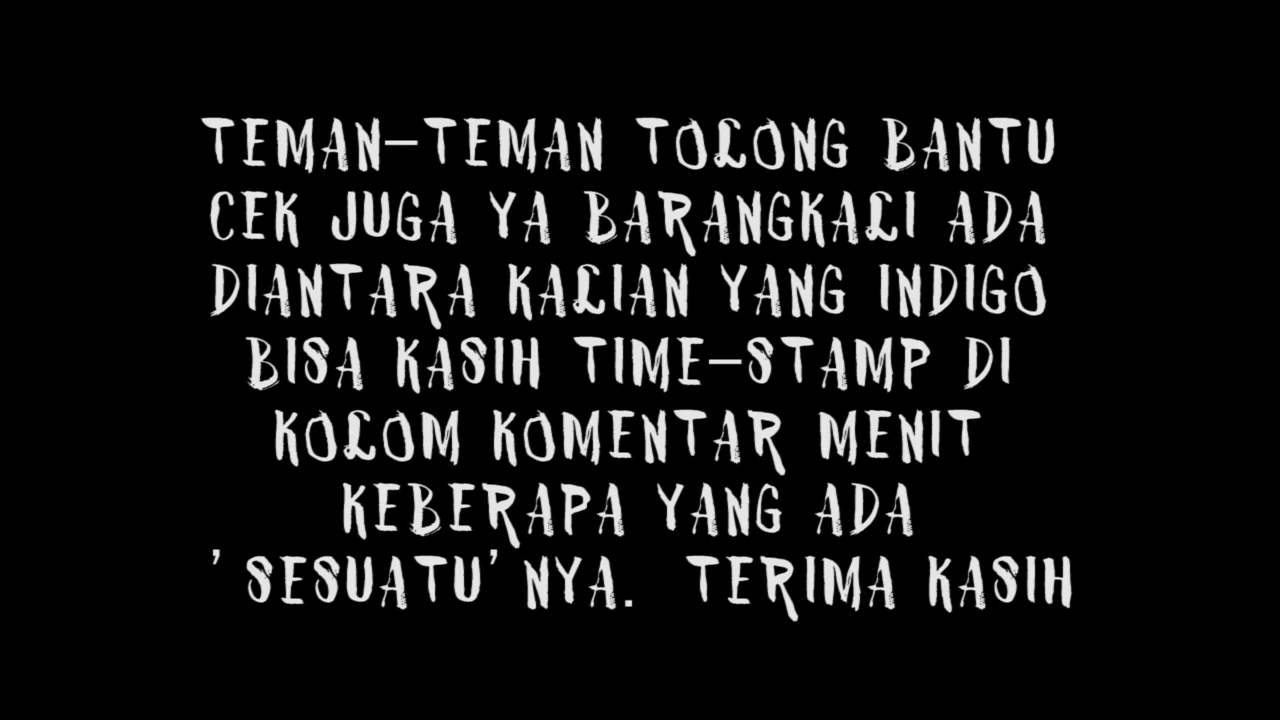 TEMAN-TEMAN TOLONG BANTU
CEK JUGA YA BARANGKALI ADA
DIANTARA KALIAN YANG INDIGO
BISA KASIH TIME-STAMP DI
KOLOM KOMENTAR MENIT
KEBERAPA YANG ADA
'SESUATU'NYA. TERIMA KASIH